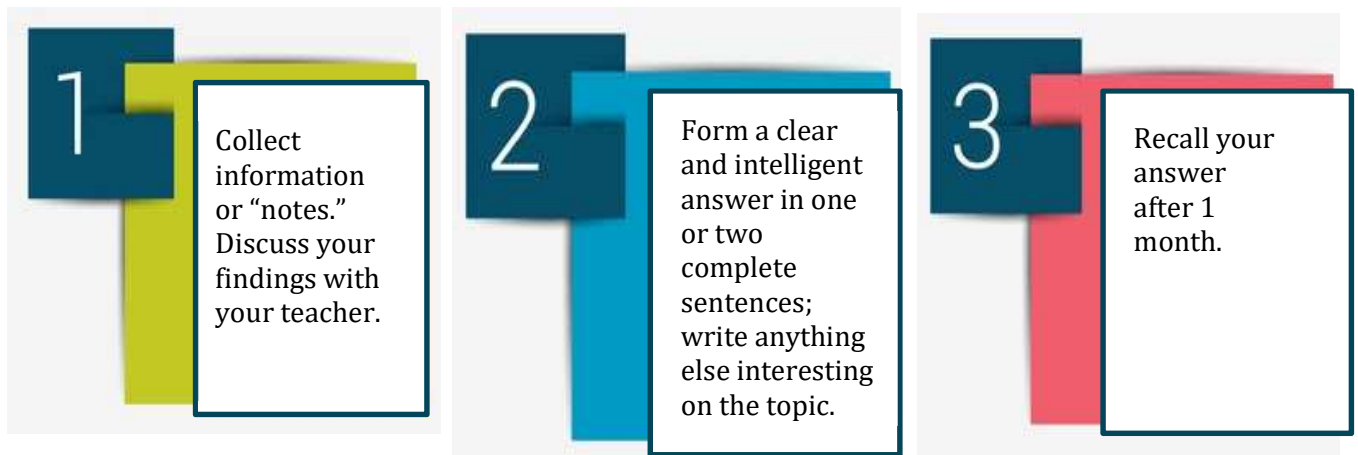 1
Collect
information
or “notes.”
Discuss your
findings with
your teacher.
2
Form a clear
and intelligent
answer in one
or two
complete
sentences;
write anything
else interesting
on the topic.
3
Recall your
answer
after 1
month.